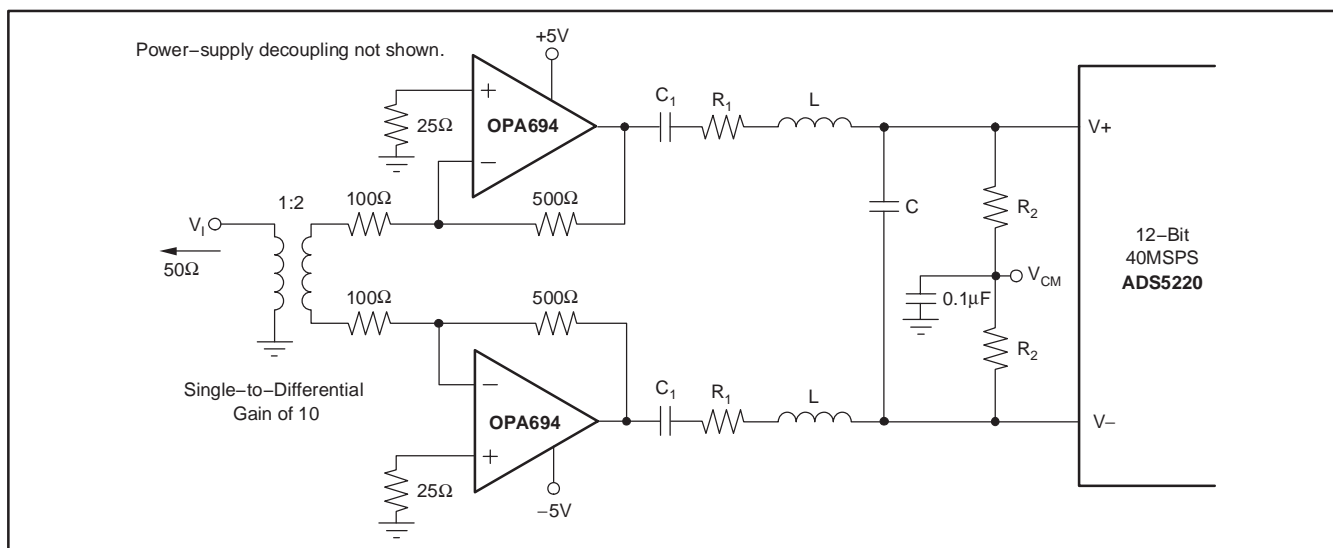 Power−supply decoupling not shown.
+5V
+
25Ω
OPA694
−
C1
R1
L
1:2
100Ω
500Ω
VI
50Ω
V+
R2
C
12−Bit
40MSPS
ADS5220
VCM
0.1μF
100Ω
500Ω
R2
Single−to−Differential
Gain of 10
−
OPA694
+
C1
R1
L
V−
25Ω
−5V